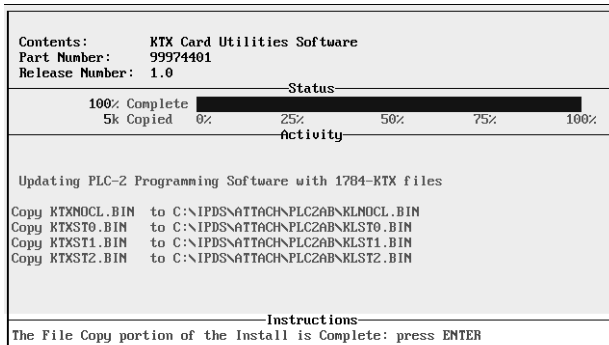 Contents: KTX Card Utilities Software
Part Number: 99974401
Release Number: 1.0
Status
100% Complete
5k Copied 0% 25% 50% 75% 100%
Activity
Updating PLC-2 Programming Software with 1784-KTX files
Copy KTXNOCL.BIN to C:\IPDS\ATTACH\PLC2AB\KLNOCL.BIN
Copy KTXST0.BIN to C:\IPDS\ATTACH\PLC2AB\KLST0.BIN
Copy KTXST1.BIN to C:\IPDS\ATTACH\PLC2AB\KLST1.BIN
Copy KTXST2.BIN to C:\IPDS\ATTACH\PLC2AB\KLST2.BIN
Instructions
The File Copy portion of the Install is Complete: press ENTER